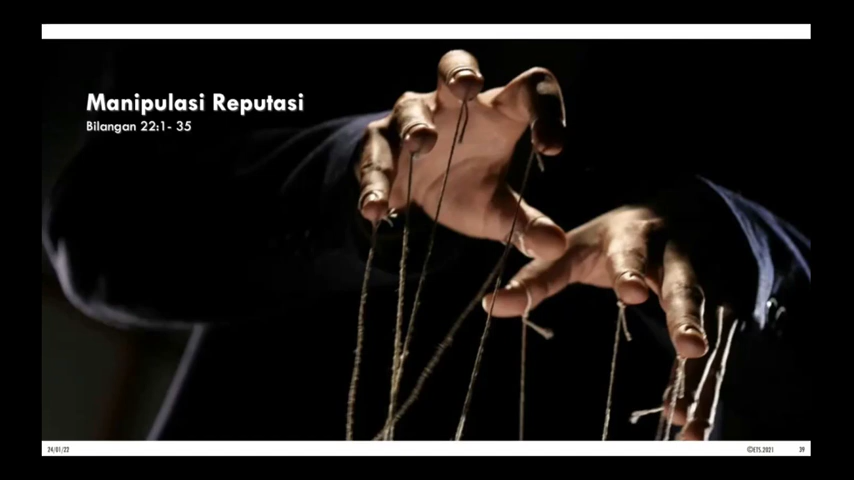 Manipulasi Reputasi
Bilangan 22:1- 35
24/01/22
©ETS.2021
39